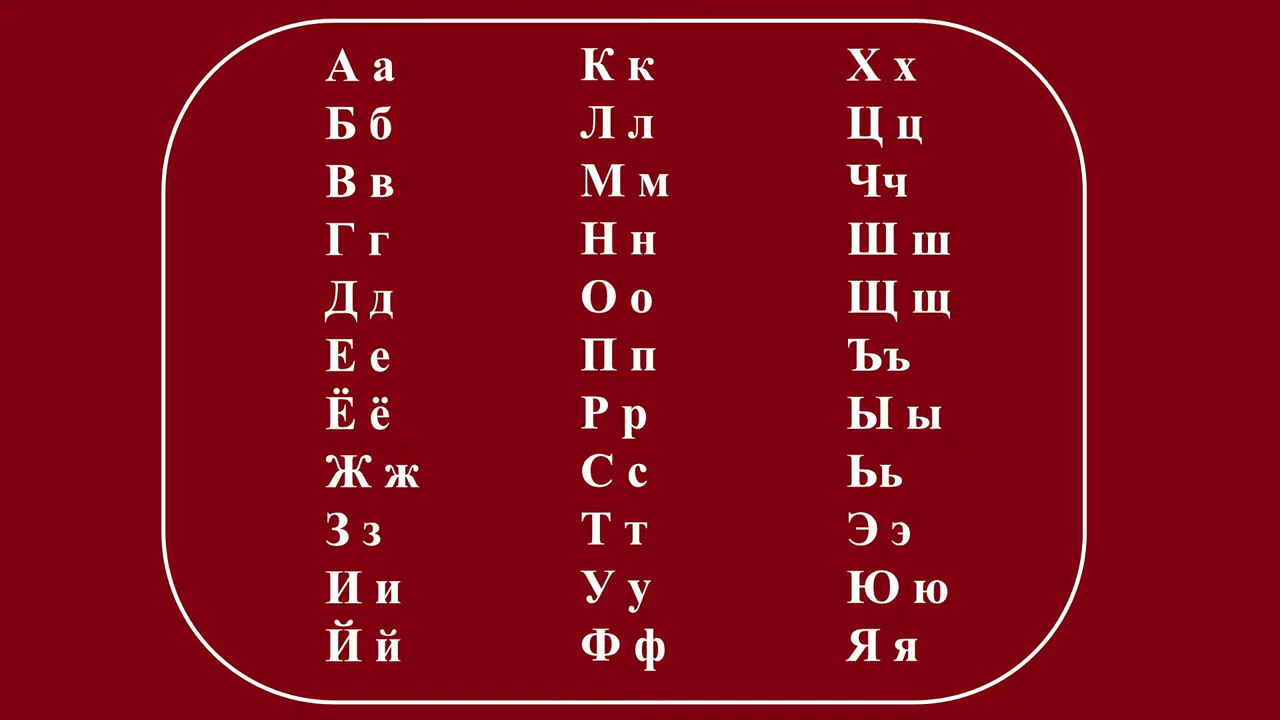 А а
Б б
В в
Г г
Д д
Е е
Ё ё
Ж ж
З з
И и
Й й
К к
Л л
М м
Н н
О о
П п
Р р
С с
Т т
У у
Ф ф
Х х
Ц ц
Чч
Ш ш
Щ щ
Ъъ
Ы ы
Ьь
Э э
Ю ю
Я я